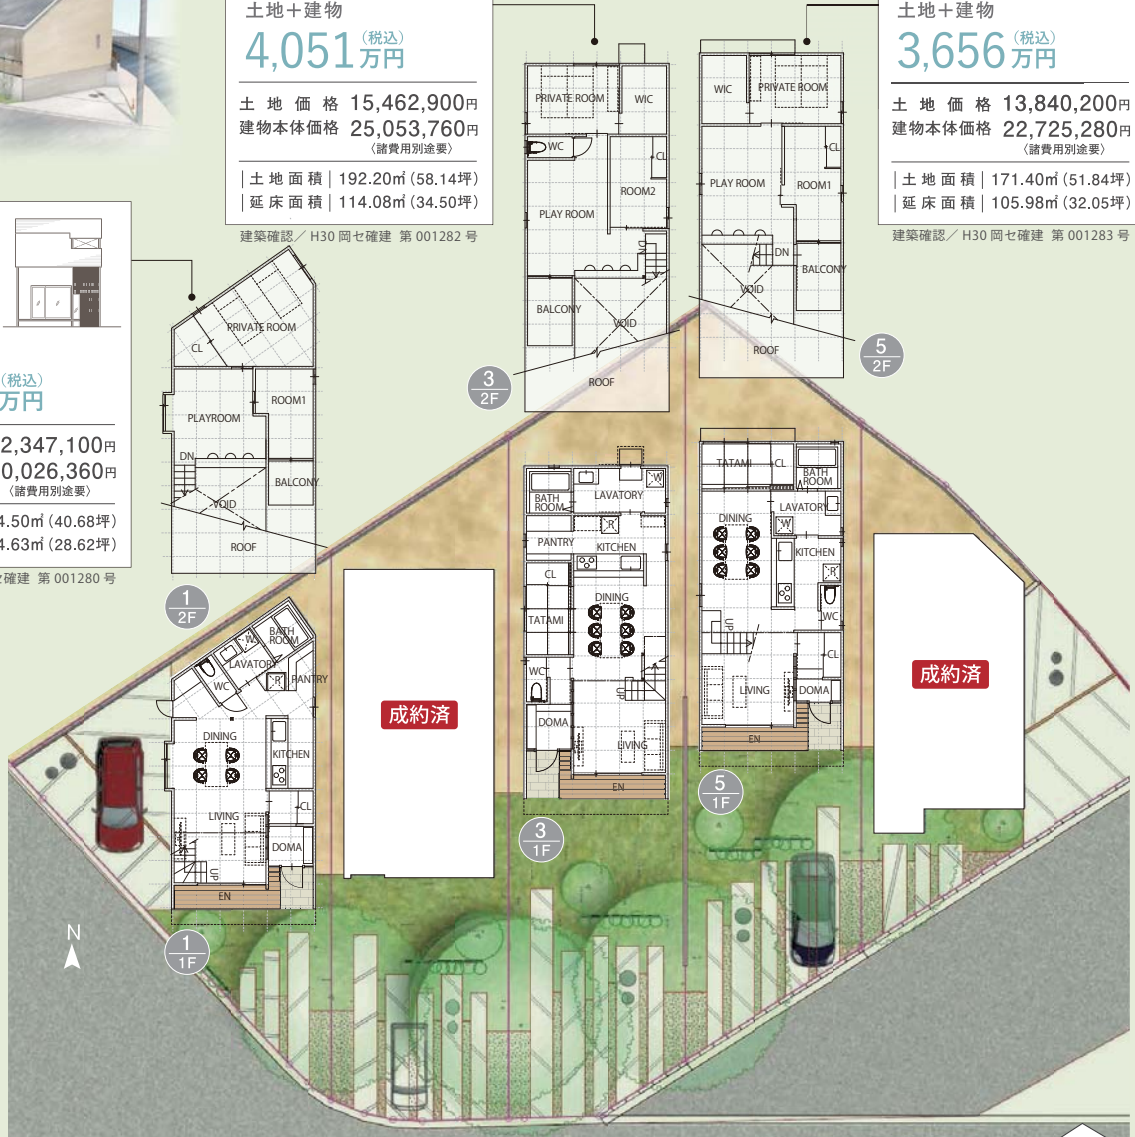 土地＋建物
4,051万円(税込)
土地価格 15,462,900円
建物本体価格 25,053,760円
〈諸費用別途要〉
土地面積 192.20㎡(58.14坪)
延床面積 114.08㎡(34.50坪)
建築確認／H30 岡セ確建 第001282号
土地＋建物
3,656万円(税込)
土地価格 13,840,200円
建物本体価格 22,725,280円
〈諸費用別途要〉
土地面積 171.40㎡(51.84坪)
延床面積 105.98㎡(32.05坪)
建築確認／H30 岡セ確建 第001283号
(税込)
万円
2,347,100円
0,026,360円
〈諸費用別途要〉
4.50㎡(40.68坪)
4.63㎡(28.62坪)
確建 第001280号
PRIVATE ROOM
CL
PLAYROOM
ROOM1
DN
BALCONY
VOID
ROOF
1
2F
PRIVATE ROOM
WIC
WC
CL
ROOM2
PLAY ROOM
DN
BALCONY
VOID
ROOF
3
2F
WIC
PRIVATE ROOM
CL
PLAY ROOM
ROOM1
DN
BALCONY
VOID
ROOF
5
2F
BATH ROOM
W
LAVATORY
WC
R
PANTRY
DINING
KITCHEN
LIVING
CL
DOMA
UP
EN
1
1F
成約済
BATH ROOM
LAVATORY
W
R
PANTRY
KITCHEN
CL
DINING
TATAMI
WC
UP
DOMA
LIVING
EN
3
1F
TATAMI
CL
BATH ROOM
LAVATORY
DINING
W
KITCHEN
R
WC
UP
CL
LIVING
DOMA
EN
5
1F
成約済
N